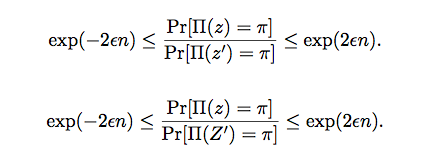 exp(−2ϵn) ≤ Pr[Π(z) = π] / Pr[Π(z′) = π] ≤ exp(2ϵn).
exp(−2ϵn) ≤ Pr[Π(z) = π] / Pr[Π(Z′) = π] ≤ exp(2ϵn).